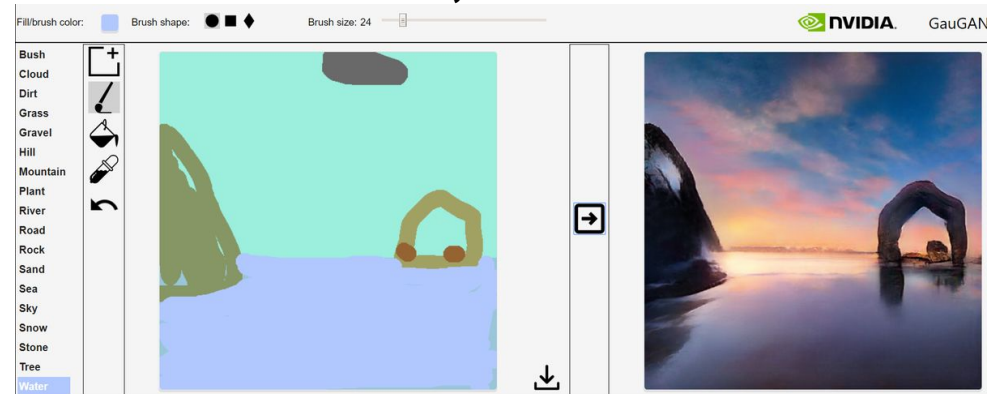 Fill/brush color:
Brush shape:
Brush size: 24
NVIDIA.
GauGAN
Bush
Cloud
Dirt
Grass
Gravel
Hill
Mountain
Plant
River
Road
Rock
Sand
Sea
Sky
Snow
Stone
Tree
Water